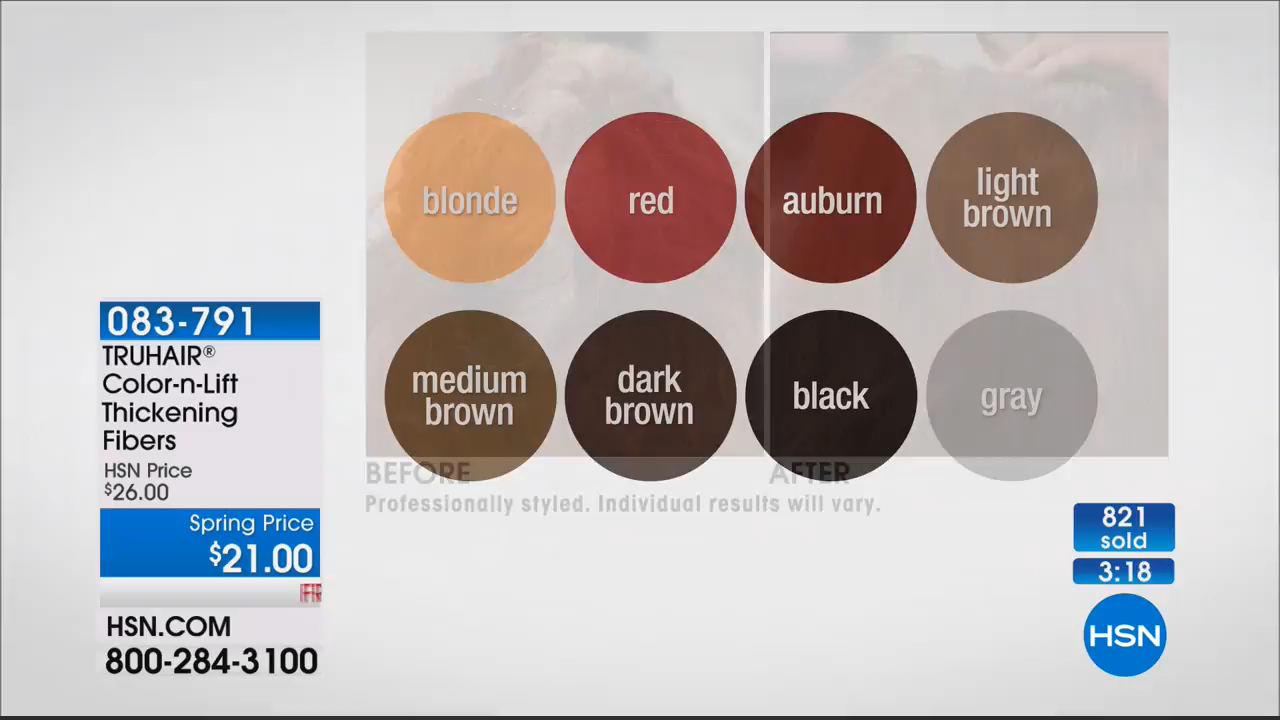 blonde
red
auburn
light
brown
medium
brown
dark
brown
black
gray
BEFORE
AFTER
Professionally styled. Individual results will vary.
083-791
TRUHAIR®
Color-n-Lift
Thickening
Fibers
HSN Price
$26.00
Spring Price
$21.00
HSN.COM
800-284-3100
821
sold
3:18
HSN